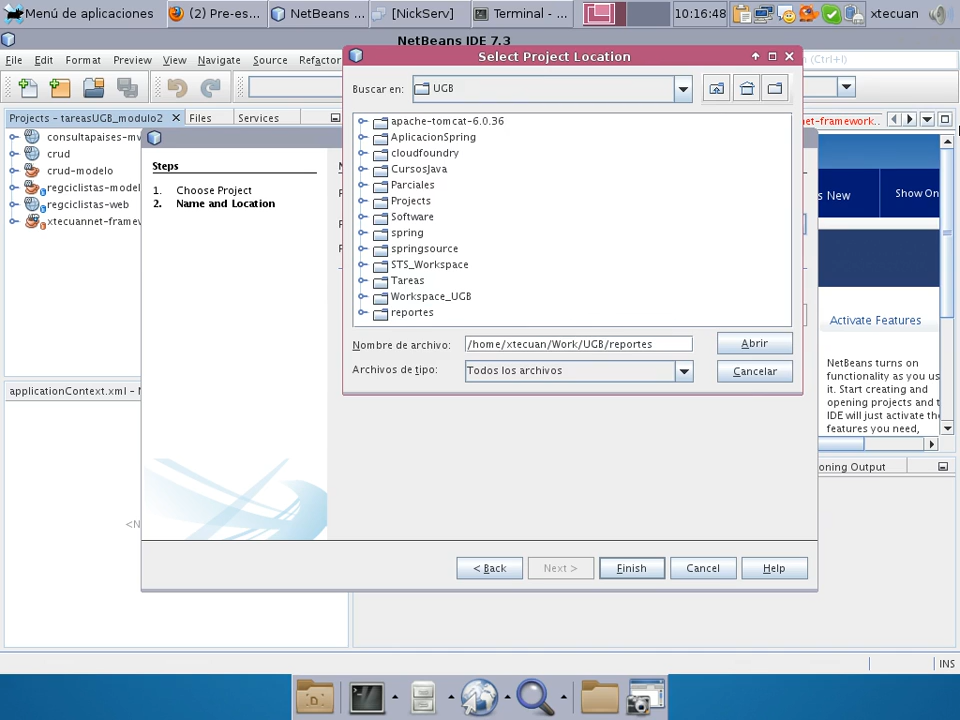 Menú de aplicaciones
(2) Pre-es...
NetBeans ...
[NickServ]
Terminal - ...
10:16:48
xtecuan
NetBeans IDE 7.3
File Edit Format Preview View Navigate Source Refactor
(Ctrl+I)
Projects - tareasUGB_modulo2
Files
Services
consultapaises-mv
crud
crud-modelo
regciclistas-model
regciclistas-web
xtecuannet-framew
applicationContext.xml - N
<N
Steps
1. Choose Project
2. Name and Location
Select Project Location
Buscar en:
UGB
apache-tomcat-6.0.36
AplicacionSpring
cloudfoundry
CursosJava
Parciales
Projects
Software
spring
springsource
STS_Workspace
Tareas
Workspace_UGB
reportes
Nombre de archivo:
/home/xtecuan/Work/UGB/reportes
Abrir
Archivos de tipo:
Todos los archivos
Cancelar
et-framework..
s New
Show On
Activate Features
NetBeans turns on
functionality as you us
it. Start creating and
opening projects and t
IDE will just activate the
features you need,
oning Output
< Back
Next >
Finish
Cancel
Help
INS